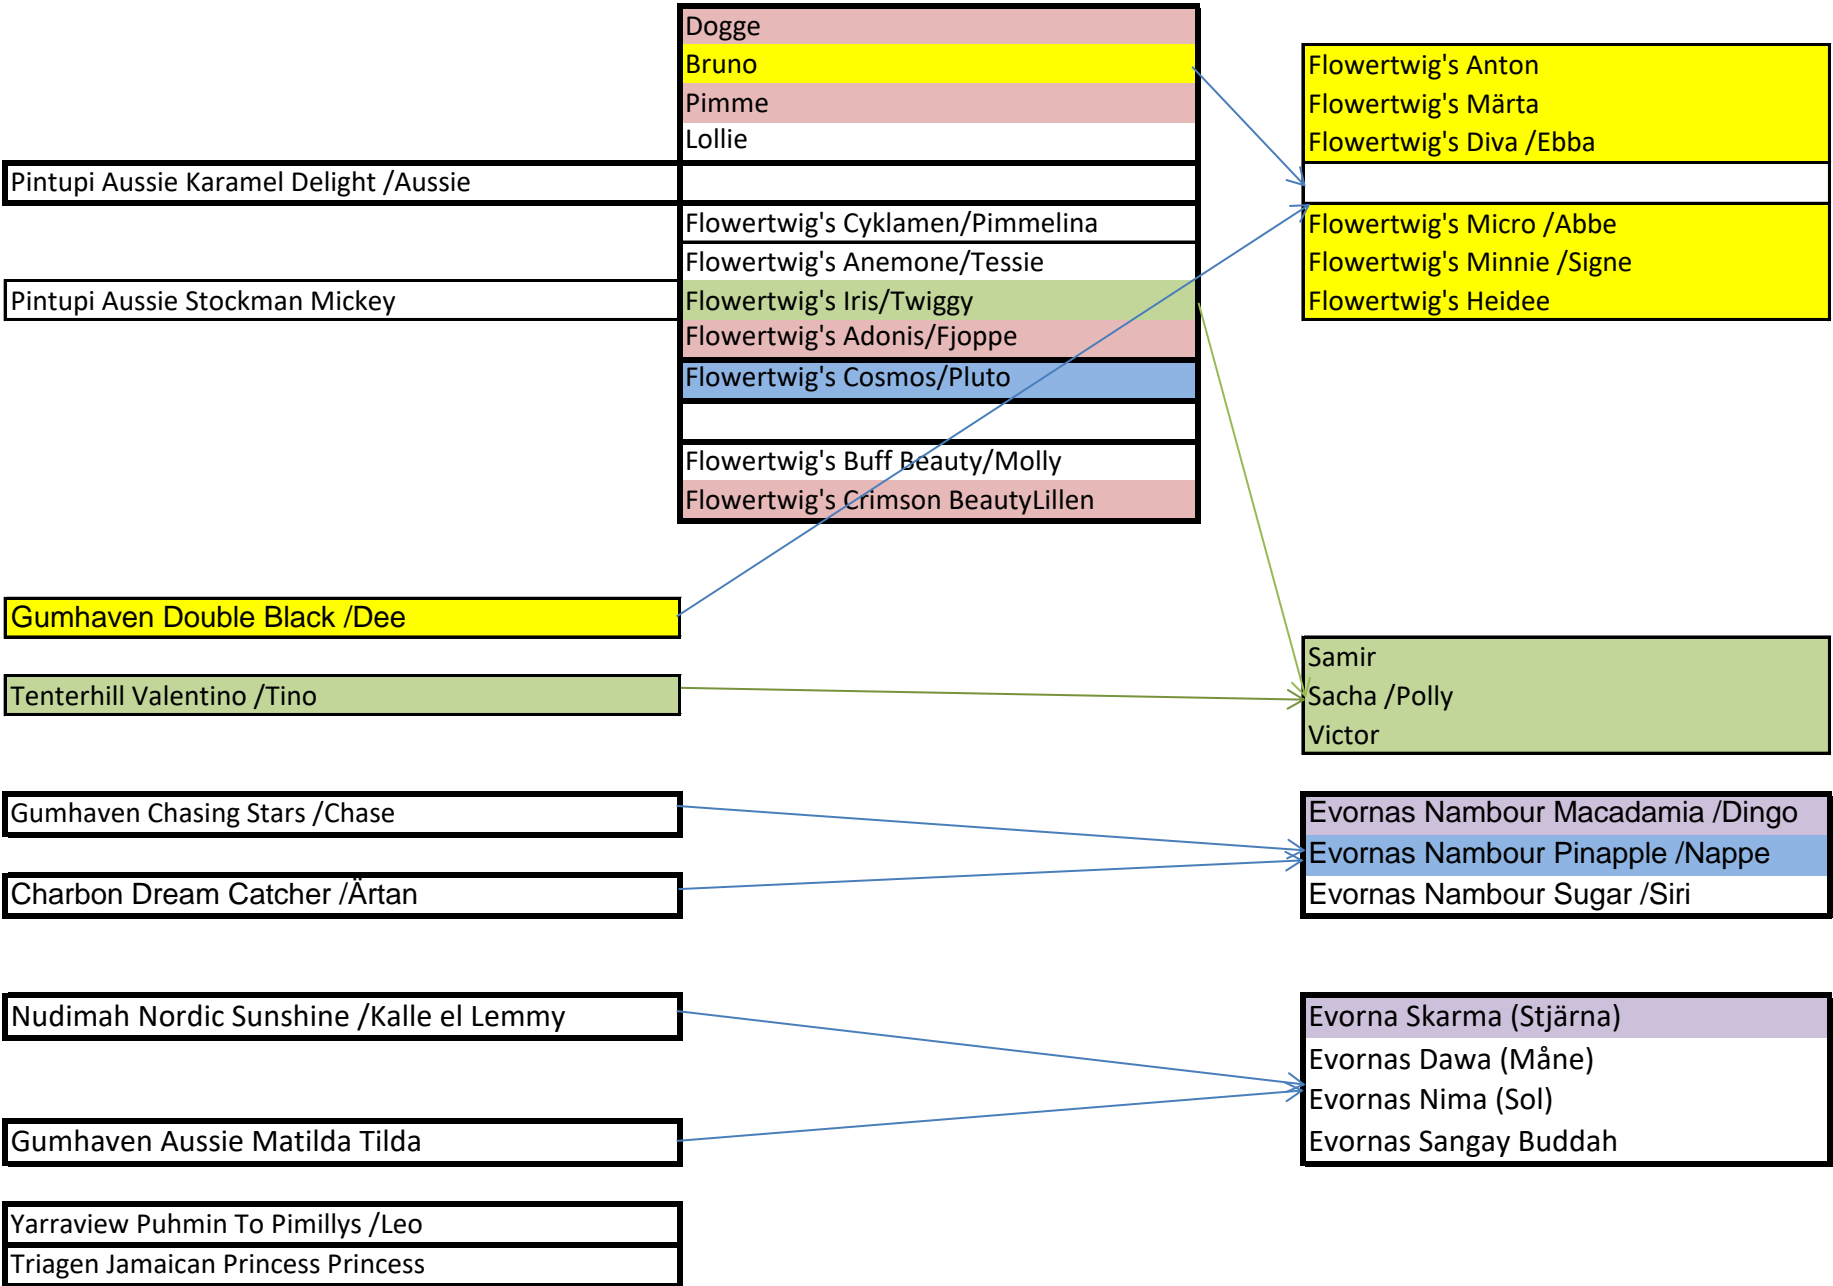 Dogge
Bruno
Pimme
Lollie
Pintupi Aussie Karamel Delight /Aussie
Flowertwig's Cyklamen/Pimmelina
Flowertwig's Anemone/Tessie
Pintupi Aussie Stockman Mickey
Flowertwig's Iris/Twiggy
Flowertwig's Adonis/Fjoppe
Flowertwig's Cosmos/Pluto
Flowertwig's Buff Beauty/Molly
Flowertwig's Crimson BeautyLillen
Flowertwig's Anton
Flowertwig's Märta
Flowertwig's Diva /Ebba
Flowertwig's Micro /Abbe
Flowertwig's Minnie /Signe
Flowertwig's Heidee
Gumhaven Double Black /Dee
Tenterhill Valentino /Tino
Samir
Sacha /Polly
Victor
Gumhaven Chasing Stars /Chase
Charbon Dream Catcher /Ärtan
Evornas Nambour Macadamia /Dingo
Evornas Nambour Pinapple /Nappe
Evornas Nambour Sugar /Siri
Nudimah Nordic Sunshine /Kalle el Lemmy
Gumhaven Aussie Matilda Tilda
Evorna Skarma (Stjärna)
Evornas Dawa (Måne)
Evornas Nima (Sol)
Evornas Sangay Buddah
Yarraview Puhmin To Pimillys /Leo
Triagen Jamaican Princess Princess